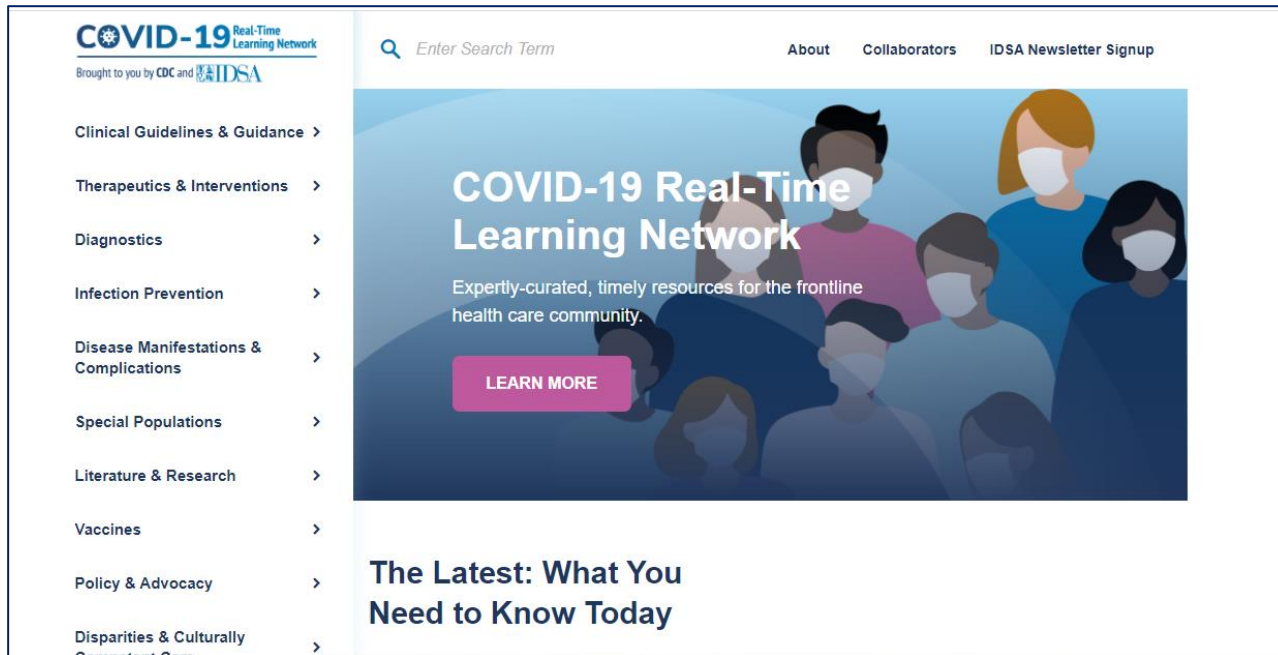 COVID-19 Real-Time
Learning Network
Brought to you by CDC and IDSA
Enter Search Term
About
Collaborators
IDSA Newsletter Signup
Clinical Guidelines & Guidance
Therapeutics & Interventions
Diagnostics
Infection Prevention
Disease Manifestations &
Complications
Special Populations
Literature & Research
Vaccines
Policy & Advocacy
Disparities & Culturally
COVID-19 Real-Time
Learning Network
Expertly-curated, timely resources for the frontline
health care community.
LEARN MORE
The Latest: What You
Need to Know Today